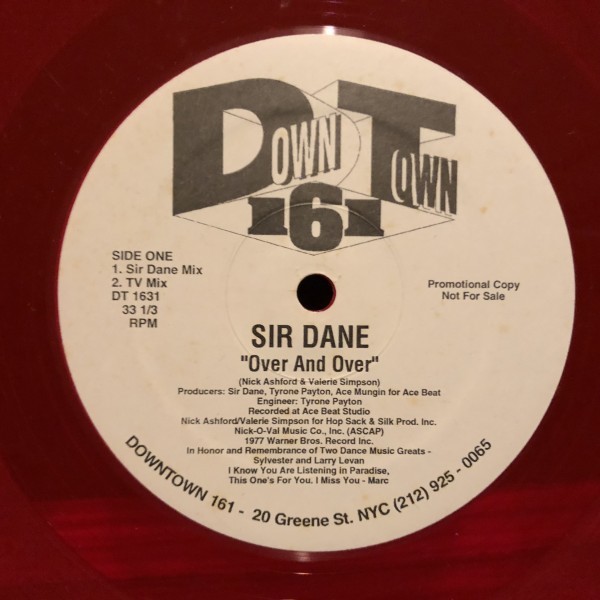 DOWN TOWN
161
SIDE ONE
1. Sir Dane Mix
2. TV Mix
DT 1631
33 1/3
RPM
Promotional Copy
Not For Sale
SIR DANE
"Over And Over"
(Nick Ashford & Valerie Simpson)
Producers: Sir Dane, Tyrone Payton, Ace Mungin for Ace Beat
Engineer: Tyrone Payton
Recorded at Ace Beat Studio
Nick Ashford/Valerie Simpson for Hop Sack & Silk Prod. Inc.
Nick-O-Val Music Co., Inc. (ASCAP)
1977 Warner Bros. Record Inc.
In Honor and Remembrance of Two Dance Music Greats -
Sylvester and Larry Levan
I Know You Are Listening in Paradise,
This One's For You. I Miss You - Marc
DOWNTOWN 161 - 20 Greene St. NYC (212) 925 - 0065